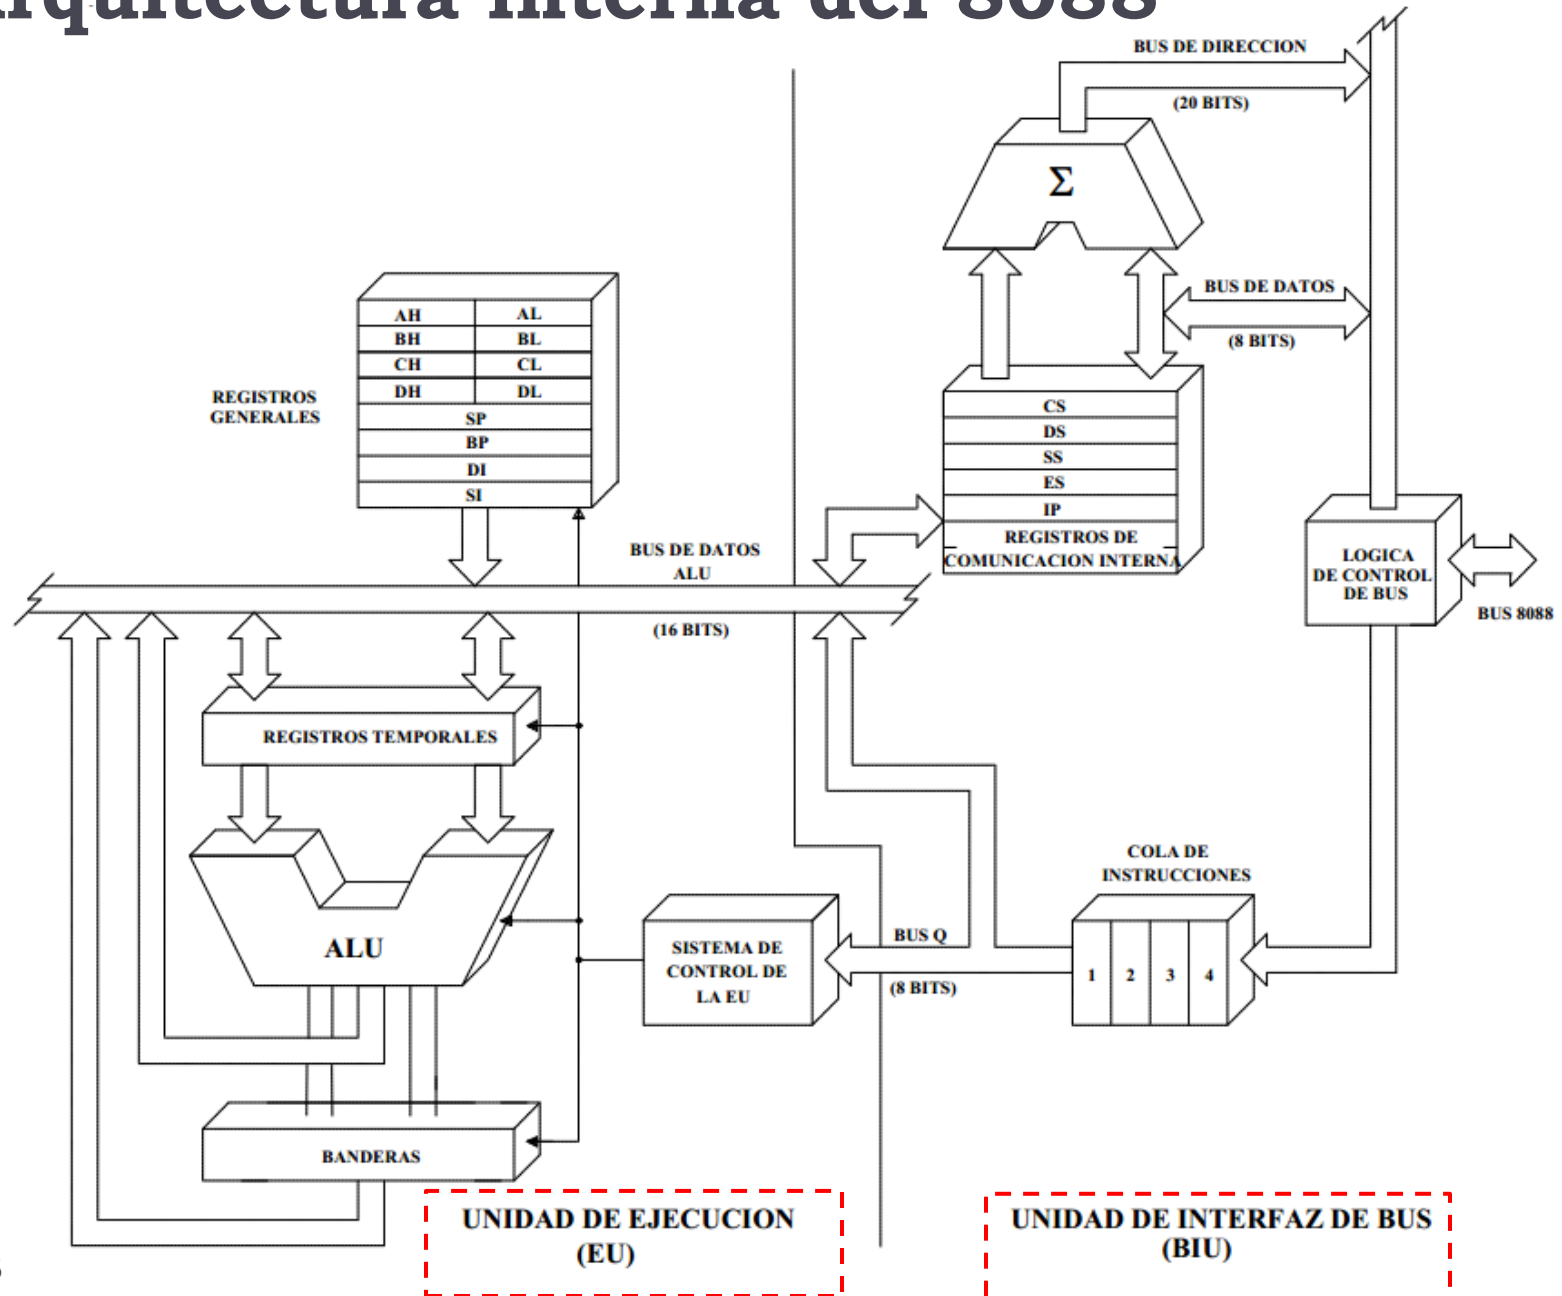 rquitectura interna del 8088
BUS DE DIRECCION
(20 BITS)
Σ
BUS DE DATOS
(8 BITS)
AH AL
BH BL
CH CL
DH DL
SP
BP
DI
SI
REGISTROS
GENERALES
CS
DS
SS
ES
IP
REGISTROS DE
COMUNICACION INTERNA
BUS DE DATOS
ALU
(16 BITS)
LOGICA
DE CONTROL
DE BUS
BUS 8088
REGISTROS TEMPORALES
ALU
SISTEMA DE
CONTROL DE
LA EU
BUS Q
(8 BITS)
COLA DE
INSTRUCCIONES
1 2 3 4
BANDERAS
UNIDAD DE EJECUCION
(EU)
UNIDAD DE INTERFAZ DE BUS
(BIU)